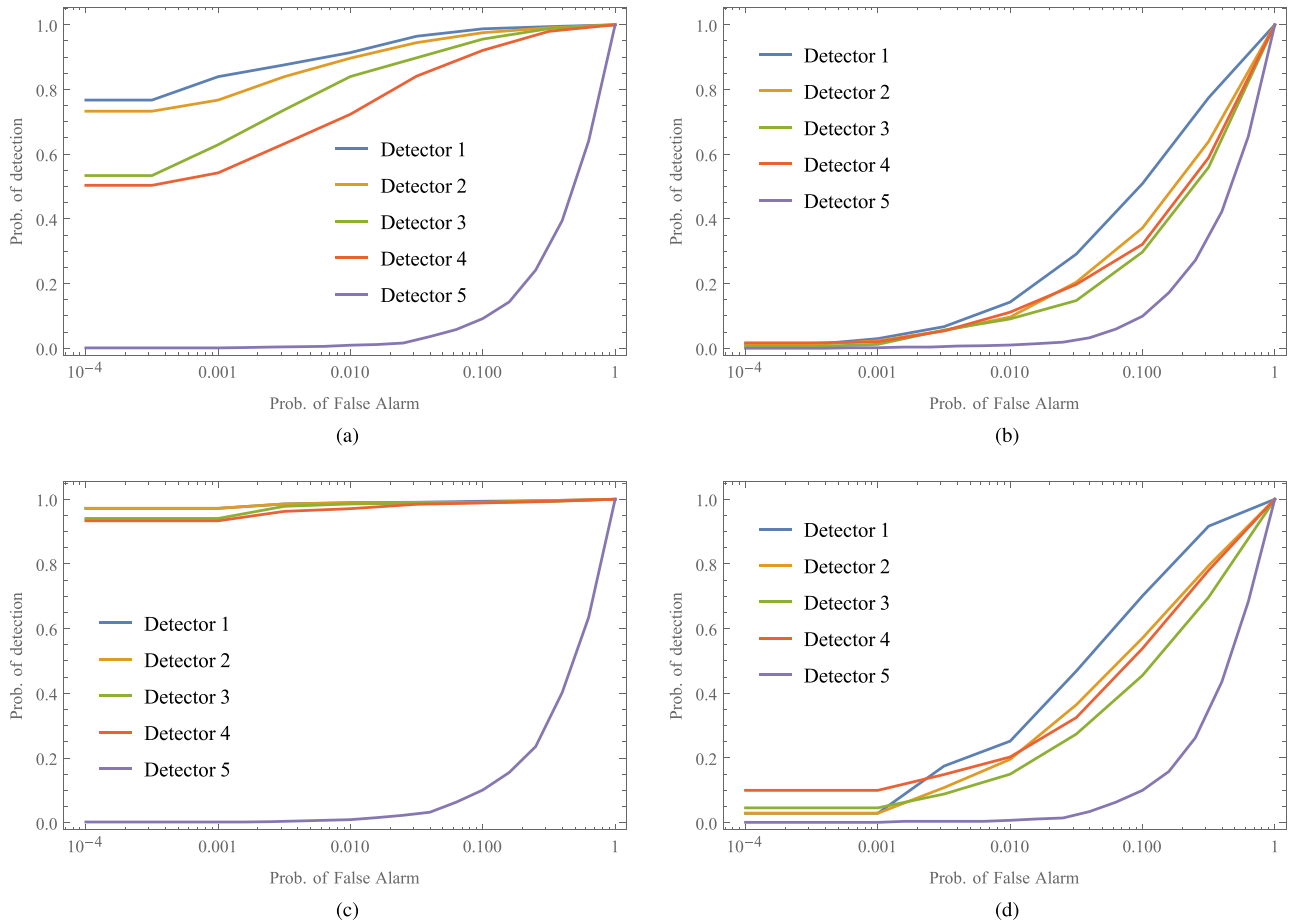 1.0
0.8
0.6
0.4
0.2
0.0
Prob. of detection
Detector 1
Detector 2
Detector 3
Detector 4
Detector 5
10−4 0.001 0.010 0.100 1
Prob. of False Alarm
(a)
1.0
0.8
0.6
0.4
0.2
0.0
Prob. of detection
Detector 1
Detector 2
Detector 3
Detector 4
Detector 5
10−4 0.001 0.010 0.100 1
Prob. of False Alarm
(b)
1.0
0.8
0.6
0.4
0.2
0.0
Prob. of detection
Detector 1
Detector 2
Detector 3
Detector 4
Detector 5
10−4 0.001 0.010 0.100 1
Prob. of False Alarm
(c)
1.0
0.8
0.6
0.4
0.2
0.0
Prob. of detection
Detector 1
Detector 2
Detector 3
Detector 4
Detector 5
10−4 0.001 0.010 0.100 1
Prob. of False Alarm
(d)